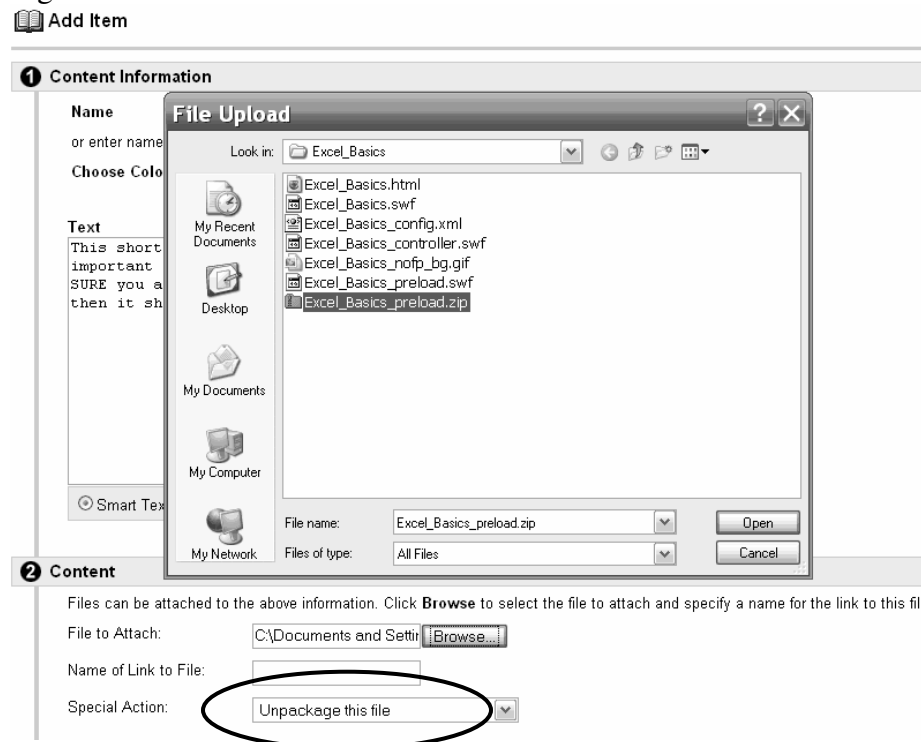 Add Item
1 Content Information
Name
or enter name
Choose Colo
Text
This short
important
SURE you a
then it sh
Smart Tex
File Upload
Look in: Excel_Basics
My Recent Documents
Desktop
My Documents
My Computer
My Network
Excel_Basics.html
Excel_Basics.swf
Excel_Basics_config.xml
Excel_Basics_controller.swf
Excel_Basics_nofp_bg.gif
Excel_Basics_preload.swf
Excel_Basics_preload.zip
File name: Excel_Basics_preload.zip Open
Files of type: All Files Cancel
2 Content
Files can be attached to the above information. Click Browse to select the file to attach and specify a name for the link to this fil
File to Attach: C:\Documents and Settin Browse...
Name of Link to File:
Special Action: Unpackage this file